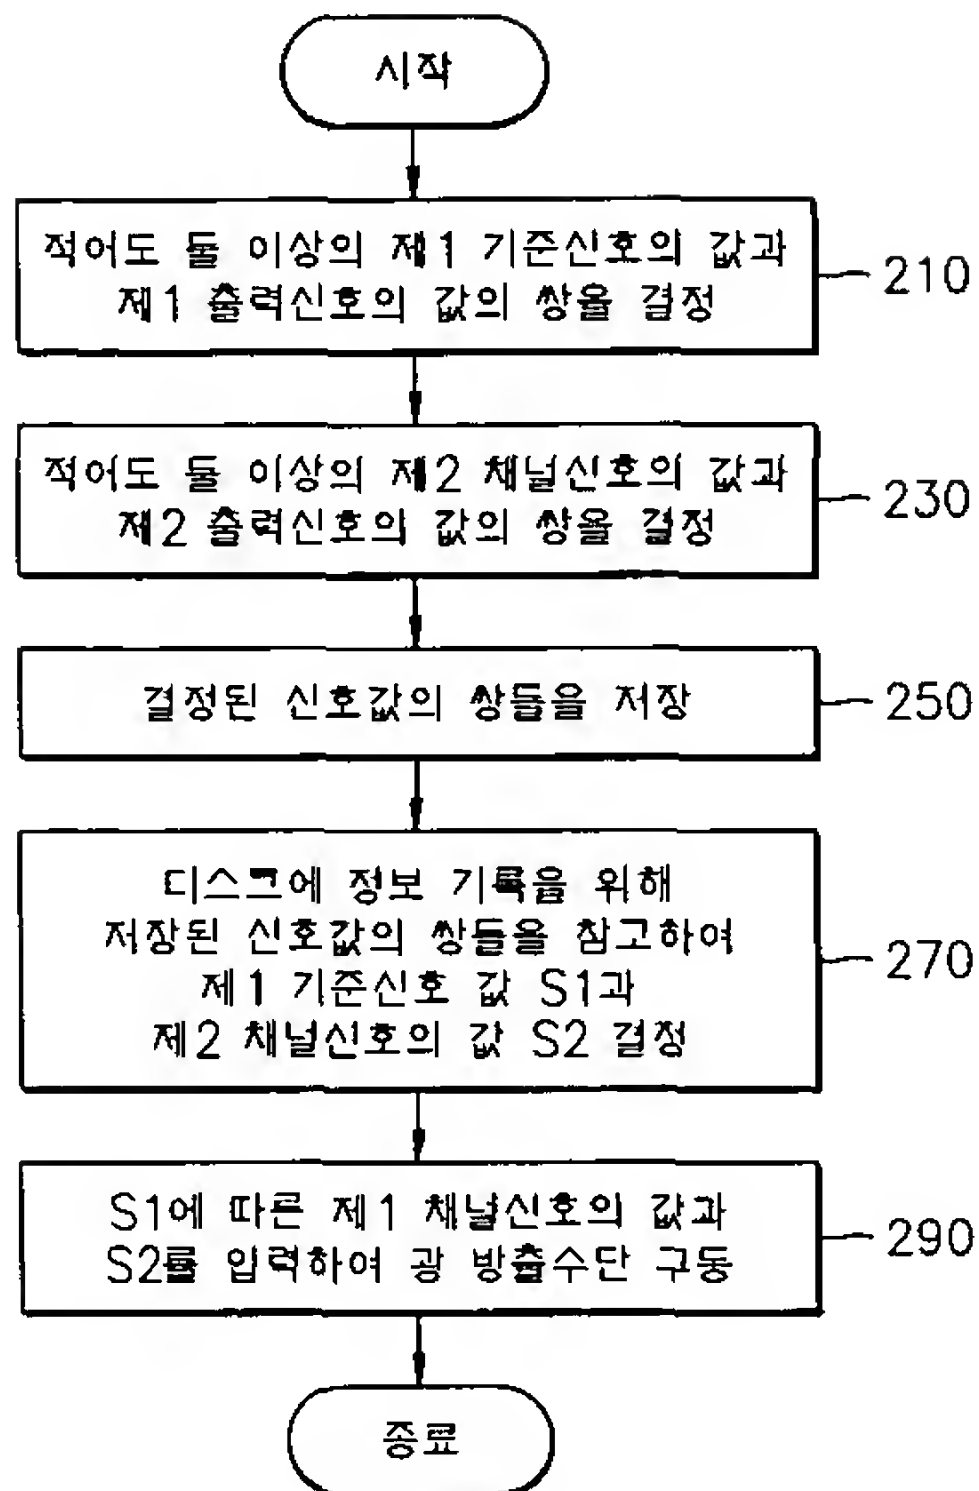 시작
적어도 둘 이상의 제1 기준신호의 값과
제1 출력신호의 값의 쌍을 결정
210
적어도 둘 이상의 제2 채널신호의 값과
제2 출력신호의 값의 쌍을 결정
230
결정된 신호값의 쌍들을 저장
250
디스크에 정보 기록을 위해
저장된 신호값의 쌍들을 참고하여
제1 기준신호 값 S1과
제2 채널신호의 값 S2 결정
270
S1에 따른 제1 채널신호의 값과
S2를 입력하여 광 방출수단 구동
290
종료